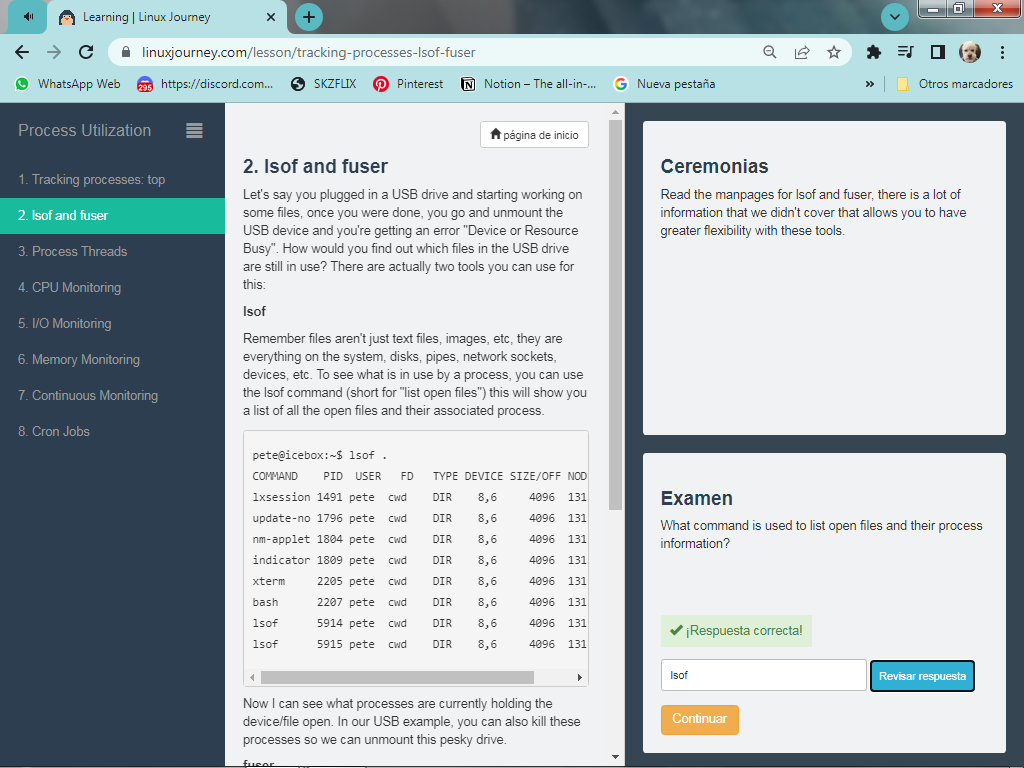 Learning | Linux Journey
linuxjourney.com/lesson/tracking-processes-lsof-fuser
WhatsApp Web
295
https://discord.com...
SKZFLIX
Pinterest
Notion – The all-in-...
Nueva pestaña
»
Otros marcadores
Process Utilization
1. Tracking processes: top
2. lsof and fuser
3. Process Threads
4. CPU Monitoring
5. I/O Monitoring
6. Memory Monitoring
7. Continuous Monitoring
8. Cron Jobs
página de inicio
2. lsof and fuser
Let's say you plugged in a USB drive and starting working on
some files, once you were done, you go and unmount the
USB device and you're getting an error "Device or Resource
Busy". How would you find out which files in the USB drive
are still in use? There are actually two tools you can use for
this:
lsof
Remember files aren't just text files, images, etc, they are
everything on the system, disks, pipes, network sockets,
devices, etc. To see what is in use by a process, you can use
the lsof command (short for "list open files") this will show you
a list of all the open files and their associated process.
pete@icebox:~$ lsof .
COMMAND    PID  USER   FD   TYPE DEVICE SIZE/OFF NOD
lxsession 1491 pete  cwd    DIR    8,6     4096  131
update-no 1796 pete  cwd    DIR    8,6     4096  131
nm-applet 1804 pete  cwd    DIR    8,6     4096  131
indicator 1809 pete  cwd    DIR    8,6     4096  131
xterm     2205 pete  cwd    DIR    8,6     4096  131
bash      2207 pete  cwd    DIR    8,6     4096  131
lsof      5914 pete  cwd    DIR    8,6     4096  131
lsof      5915 pete  cwd    DIR    8,6     4096  131
Now I can see what processes are currently holding the
device/file open. In our USB example, you can also kill these
processes so we can unmount this pesky drive.
fuser
Ceremonias
Read the manpages for lsof and fuser, there is a lot of
information that we didn't cover that allows you to have
greater flexibility with these tools.
Examen
What command is used to list open files and their process
information?
¡Respuesta correcta!
lsof
Revisar respuesta
Continuar